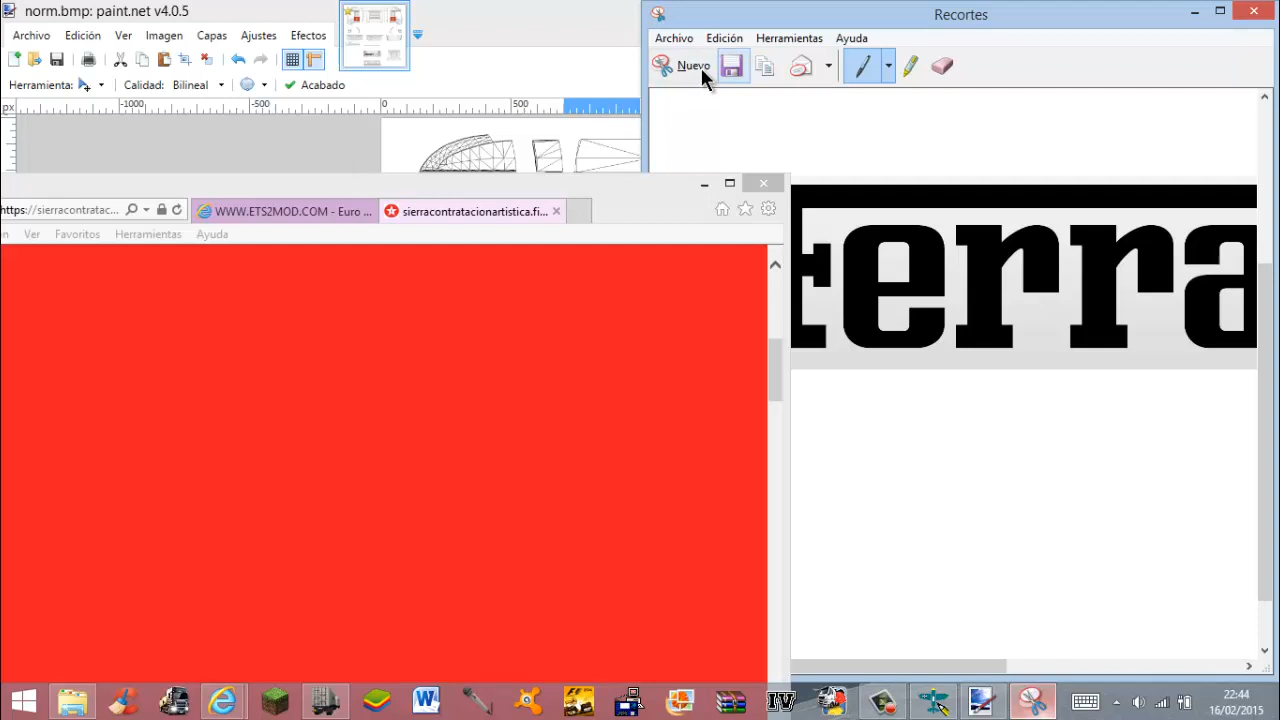 norm.bmp: paint.net v4.0.5
Archivo Edición Ver Imagen Capas Ajustes Efectos
Herramienta: Calidad: Bilineal Acabado
px -1000 -500 0 500
Recortes
Archivo Edición Herramientas Ayuda
Nuevo
https://sierracontratac... WWW.ETS2MOD.COM - Euro ... sierracontratacionartistica.fi...
Ver Favoritos Herramientas Ayuda
erra
IV
22:44
16/02/2015